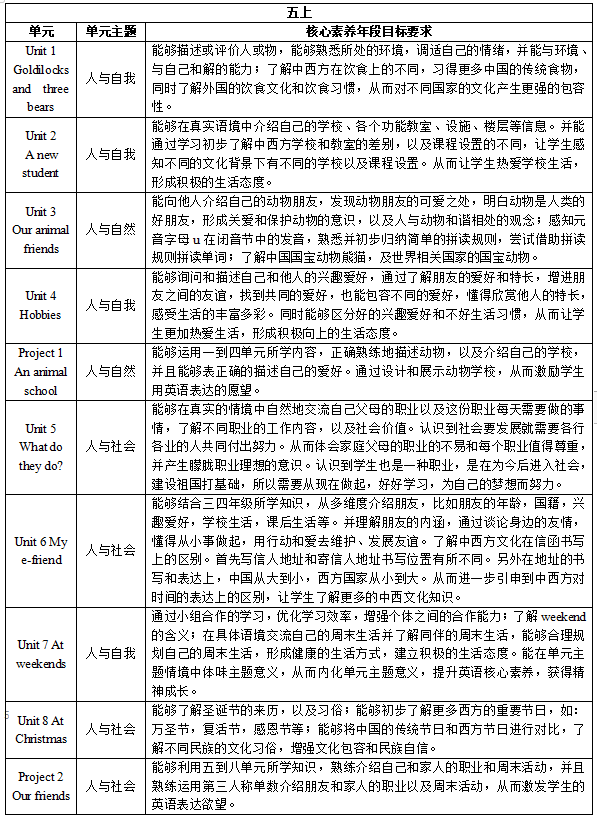 五上
单元 单元主题 核心素养年段目标要求
Unit 1
Goldilocks
and three
bears
人与自我
能够描述或评价人或物，能够熟悉所处的环境，调适自己的情绪，并能与环境、
与自己和解的能力；了解中西方在饮食上的不同，习得更多中国的传统食物，
同时了解外国的饮食文化和饮食习惯，从而对不同国家的文化产生更强的包容
性。
Unit 2
A new
student
人与自我
能够在真实语境中介绍自己的学校、各个功能教室、设施、楼层等信息。并能
通过学习初步了解中西方学校和教室的差别，以及课程设置的不同，让学生感
知不同的文化背景下有不同的学校以及课程设置。从而让学生热爱学校生活，
形成积极的生活态度。
Unit 3
Our animal
friends
人与自然
能向他人介绍自己的动物朋友，发现动物朋友的可爱之处，明白动物是人类的
好朋友，形成关爱和保护动物的意识，以及人与动物和谐相处的观念；感知元
音字母 u 在闭音节中的发音，熟悉并初步归纳简单的拼读规则，尝试借助拼读
规则拼读单词；了解中国国宝动物熊猫，及世界相关国家的国宝动物。
Unit 4
Hobbies
人与自我
能够询问和描述自己和他人的兴趣爱好，通过了解朋友的爱好和特长，增进朋
友之间的友谊，找到共同的爱好，也能包容不同的爱好，懂得欣赏他人的特长，
感受生活的丰富多彩。同时能够区分好的兴趣爱好和不好生活习惯，从而让学
生更加热爱生活，形成积极向上的生活态度。
Project 1
An animal
school
人与自然
能够运用一到四单元所学内容，正确熟练地描述动物，以及介绍自己的学校，
并且能够表正确的描述自己的爱好。通过设计和展示动物学校，从而激励学生
用英语表达的愿望。
Unit 5
What do
they do?
人与社会
能够在真实的情境中自然地交流自己父母的职业以及这份职业每天需要做的事
情，了解不同职业的工作内容，以及社会价值。认识到社会要发展就需要各行
各业的人共同付出努力。从而体会家庭父母的职业的不易和每个职业值得尊重，
并产生朦胧职业理想的意识。认识到学生也是一种职业，是在为今后进入社会，
建设祖国打基础，所以需要从现在做起，好好学习，为自己的梦想而努力。
Unit 6 My
e-friend
人与社会
能够结合三四年级所学知识，从多维度介绍朋友，比如朋友的年龄，国籍，兴
趣爱好，学校生活，课后生活等。并理解朋友的内涵，通过谈论身边的友情，
懂得从小事做起，用行动和爱去维护、发展友谊。了解中西方文化在信函书写
上的区别。首先写信人地址和寄信人地址书写位置有所不同。另外在地址的书
写和表达上，中国从大到小，西方国家从小到大。从而进一步引申到中西方对
时间的表达上的区别，让学生了解更多的中西文化知识。
Unit 7 At
weekends
人与自我
通过小组合作的学习，优化学习效率，增强个体之间的合作能力；了解 weekend
的含义；在具体语境交流自己的周末生活并了解同伴的周末生活，能够合理规
划自己的周末生活，形成健康的生活方式，建立积极的生活态度。能在单元主
题情境中体味主题意义，从而内化单元主题意义，提升英语核心素养，获得精
神成长。
Unit 8 At
Christmas
人与社会
能够了解圣诞节的来历，以及习俗；能够初步了解更多西方的重要节日，如：
万圣节，复活节，感恩节等；能够将中国的传统节日和西方节日进行对比，了
解不同民族的文化习俗，增强文化包容和民族自信。
Project 2
Our friends
人与社会
能够利用五到八单元所学知识，熟练介绍自己和家人的职业和周末活动，并且
熟练运用第三人称单数介绍朋友和家人的职业以及周末活动，从而激发学生的
英语表达欲望。